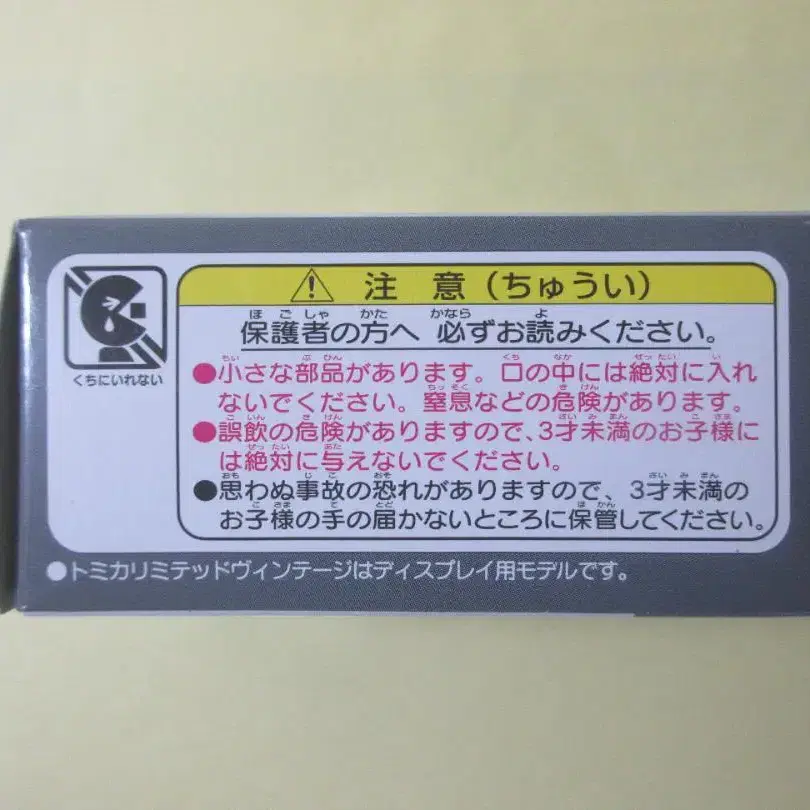 注 意（ちゅうい）
保護者の方へ 必ずお読みください。
●小さな部品があります。口の中には絶対に入れ
ないでください。窒息などの危険があります。
●誤飲の危険がありますので、3才未満のお子様に
は絶対に与えないでください。
●思わぬ事故の恐れがありますので、3才未満の
お子様の手の届かないところに保管してください。
くちにいれない
●トミカリミテッドヴィンテージはディスプレイ用モデルです。